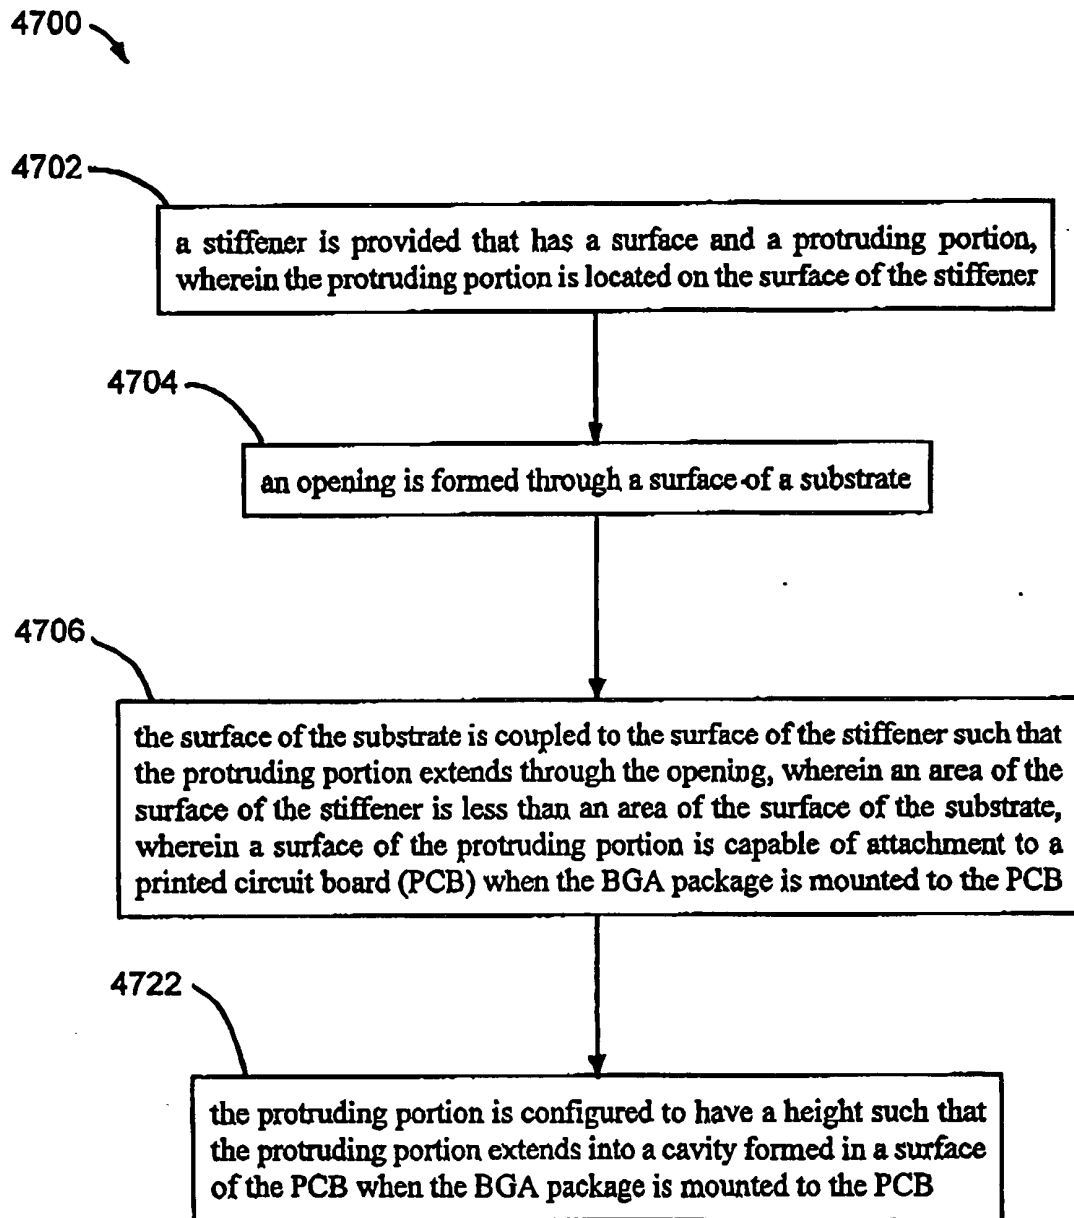 4700
4702
a stiffener is provided that has a surface and a protruding portion,
wherein the protruding portion is located on the surface of the stiffener
4704
an opening is formed through a surface of a substrate
4706
the surface of the substrate is coupled to the surface of the stiffener such that
the protruding portion extends through the opening, wherein an area of the
surface of the stiffener is less than an area of the surface of the substrate,
wherein a surface of the protruding portion is capable of attachment to a
printed circuit board (PCB) when the BGA package is mounted to the PCB
4722
the protruding portion is configured to have a height such that
the protruding portion extends into a cavity formed in a surface
of the PCB when the BGA package is mounted to the PCB